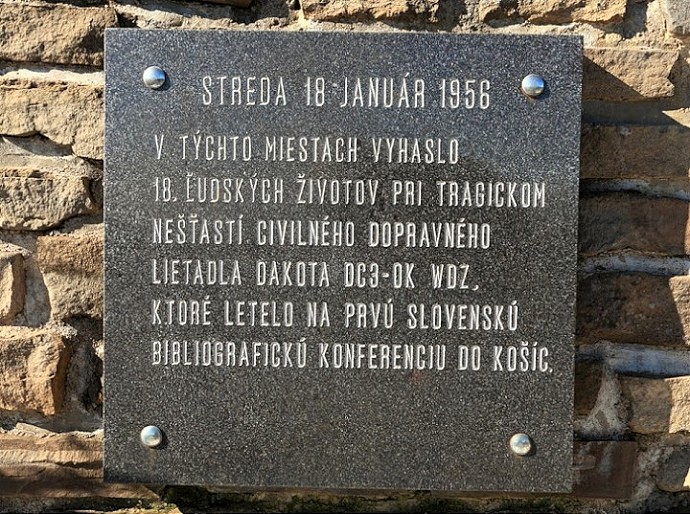 STREDA 18 JANUÁR 1956
V TÝCHTO MIESTACH VYHASLO
18. ĽUDSKÝCH ŽIVOTOV PRI TRAGICKOM
NEŠŤASTÍ CIVILNÉHO DOPRAVNÉHO
LIETADLA DAKOTA DC3-OK WDZ,
KTORÉ LETELO NA PRVÚ SLOVENSKÚ
BIBLIOGRAFICKÚ KONFERENCIU DO KOŠÍC.